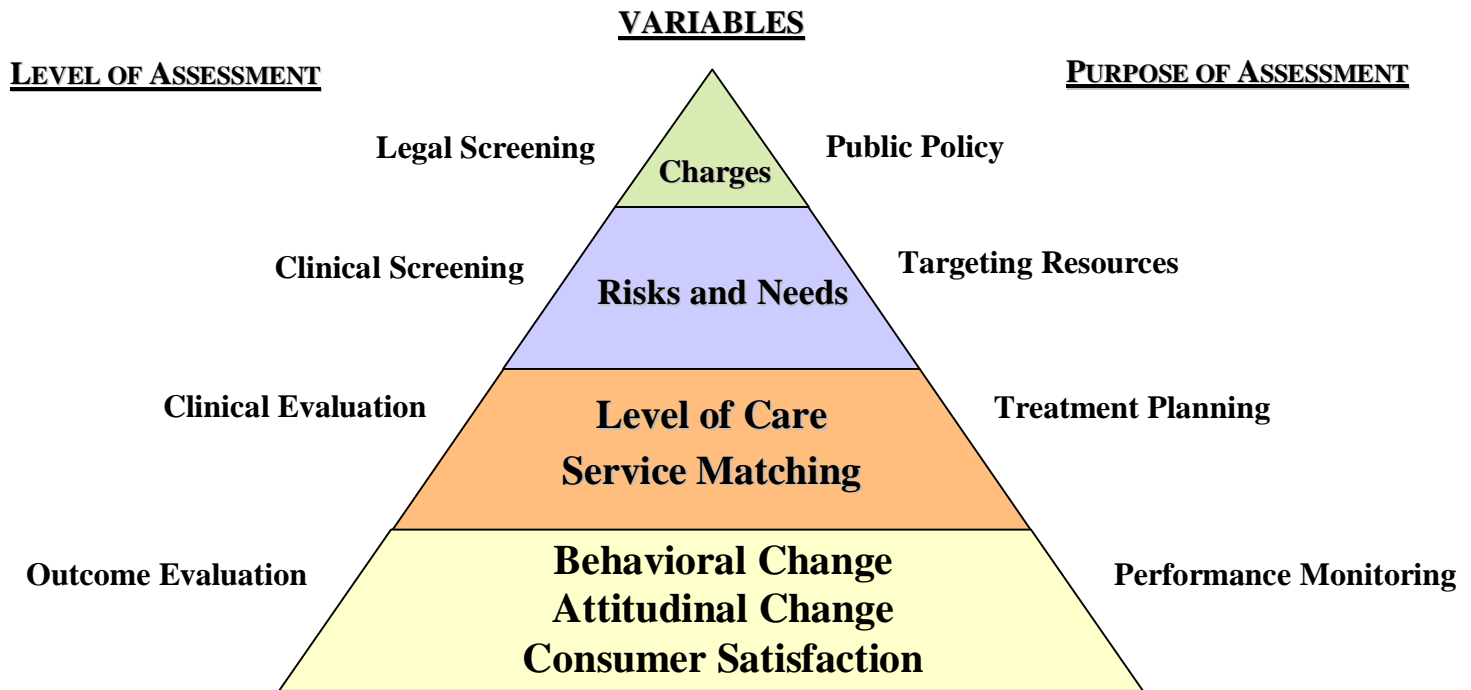 VARIABLES
LEVEL OF ASSESSMENT
PURPOSE OF ASSESSMENT
Legal Screening
Charges
Public Policy
Clinical Screening
Risks and Needs
Targeting Resources
Clinical Evaluation
Level of Care
Service Matching
Treatment Planning
Outcome Evaluation
Behavioral Change
Attitudinal Change
Consumer Satisfaction
Performance Monitoring